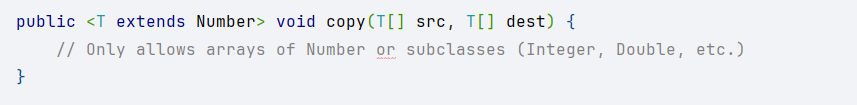 public <T extends Number> void copy(T[] src, T[] dest) {
    // Only allows arrays of Number or subclasses (Integer, Double, etc.)
}